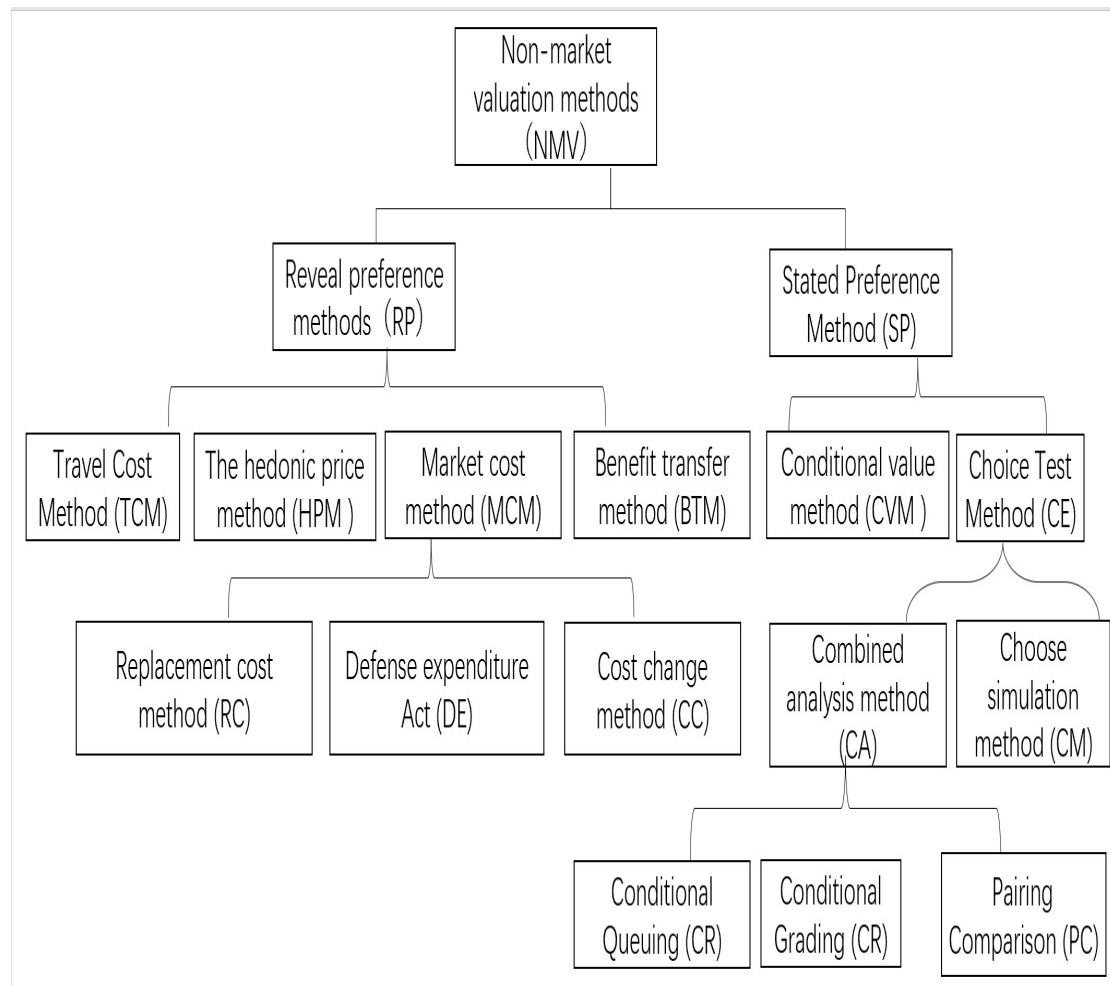 Non-market
valuation methods
（NMV）
Reveal preference
methods（RP）
Stated Preference
Method (SP)
Travel Cost
Method (TCM)
The hedonic price
method (HPM )
Market cost
method (MCM)
Benefit transfer
method (BTM)
Conditional value
method (CVM )
Choice Test
Method (CE)
Replacement cost
method (RC)
Defense expenditure
Act (DE)
Cost change
method (CC)
Combined
analysis method
(CA)
Choose
simulation
method (CM)
Conditional
Queuing (CR)
Conditional
Grading (CR)
Pairing
Comparison (PC)